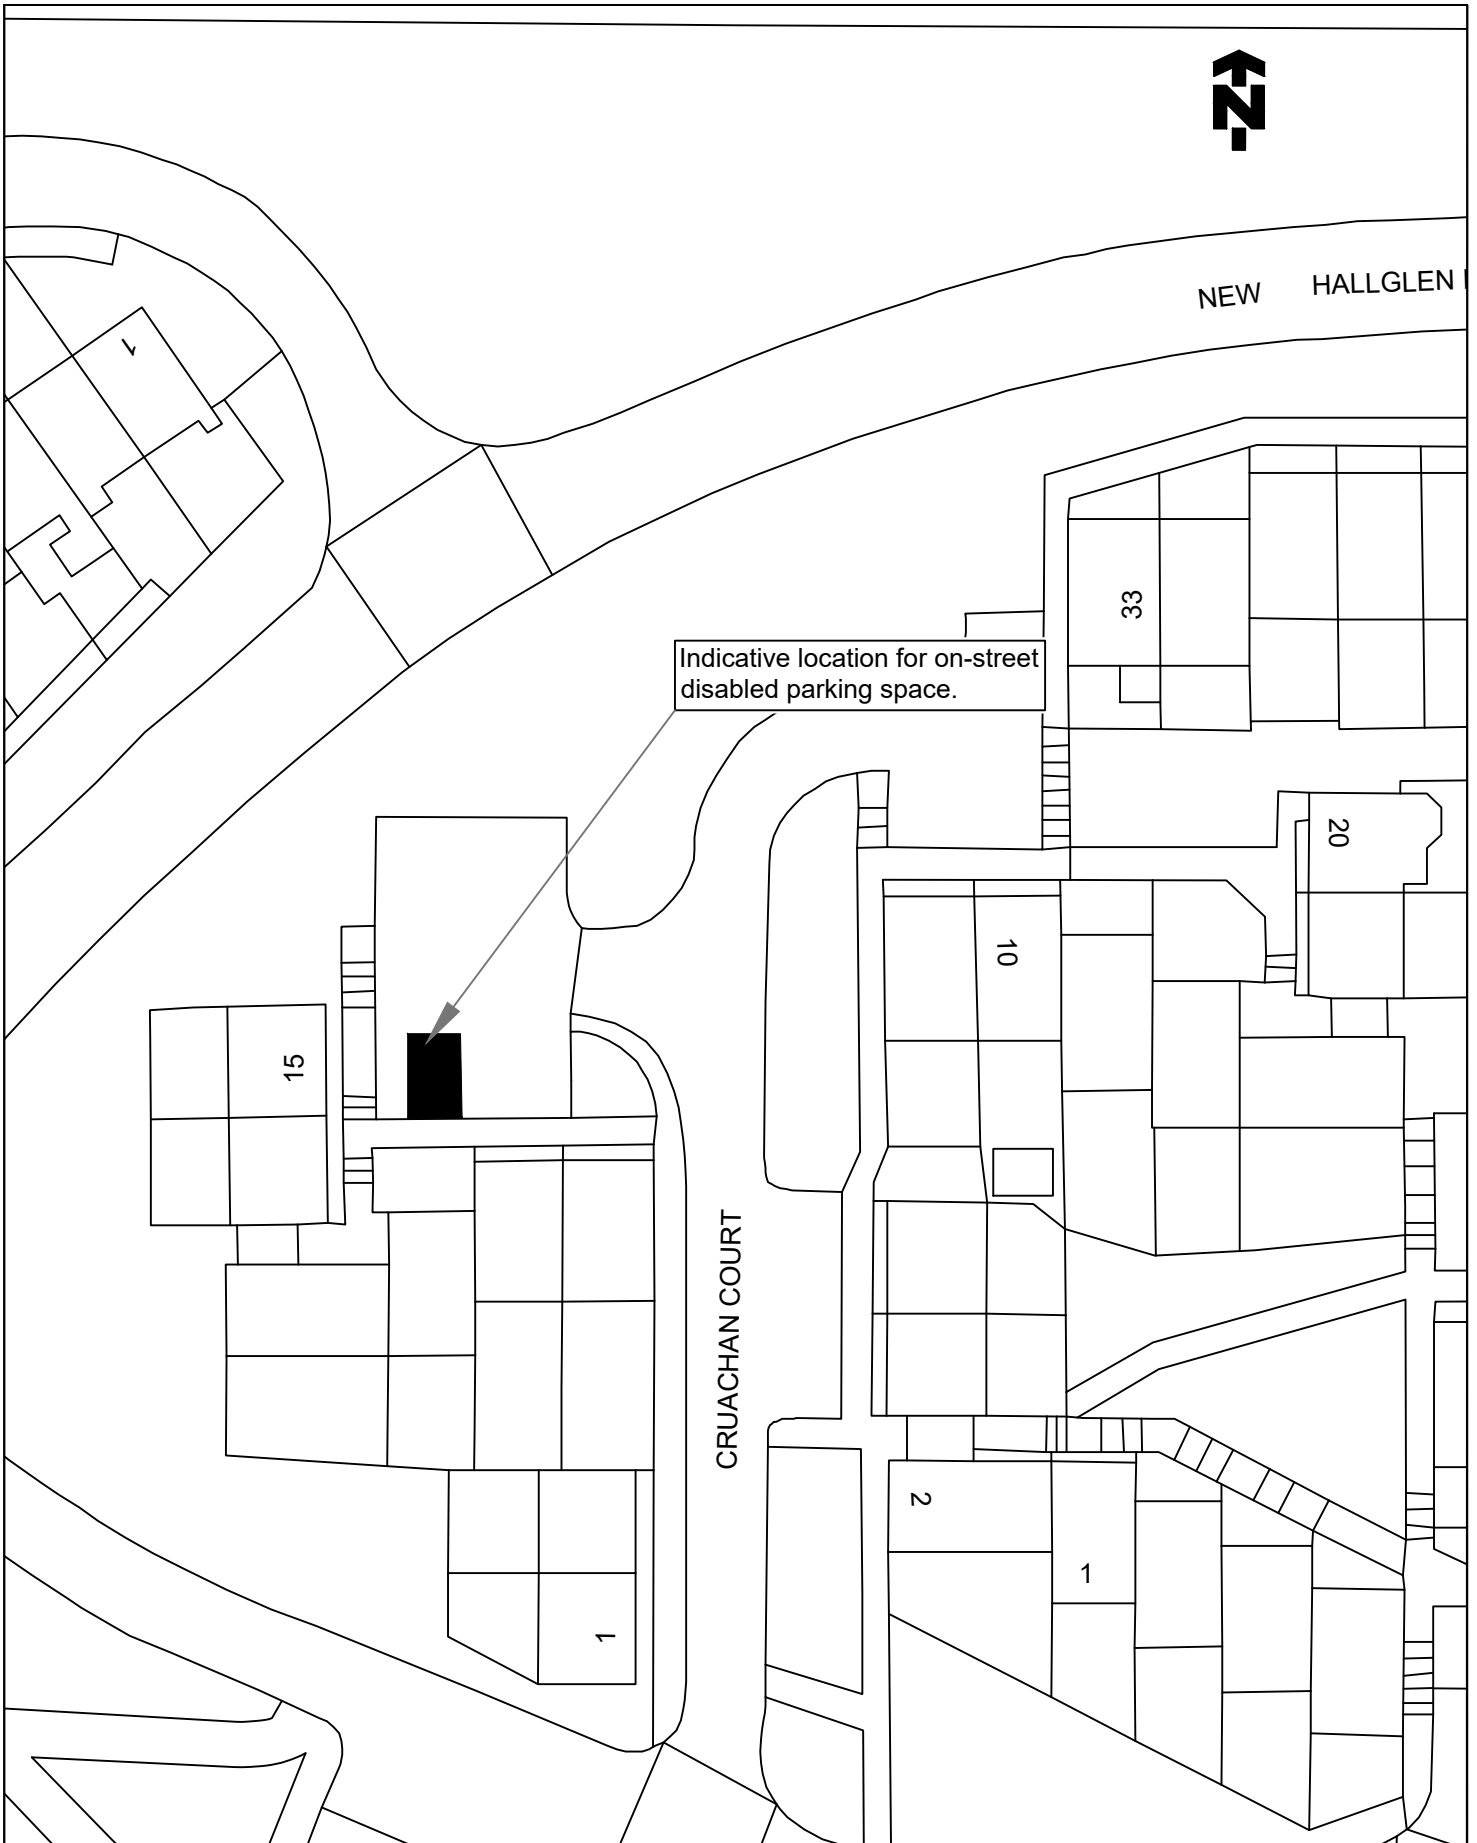 N
NEW HALLGLEN
1
33
Indicative location for on-street
disabled parking space.
20
10
15
CRUACHAN COURT
2
1
1